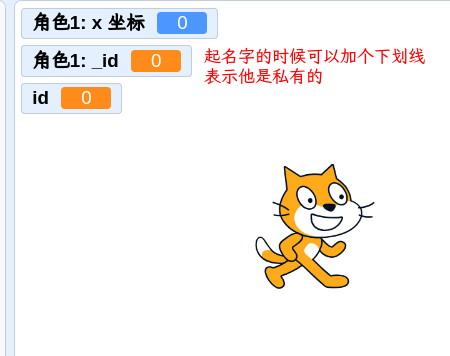 角色1: x 坐标 0
角色1: _id 0
起名字的时候可以加个下划线
表示他是私有的
id 0